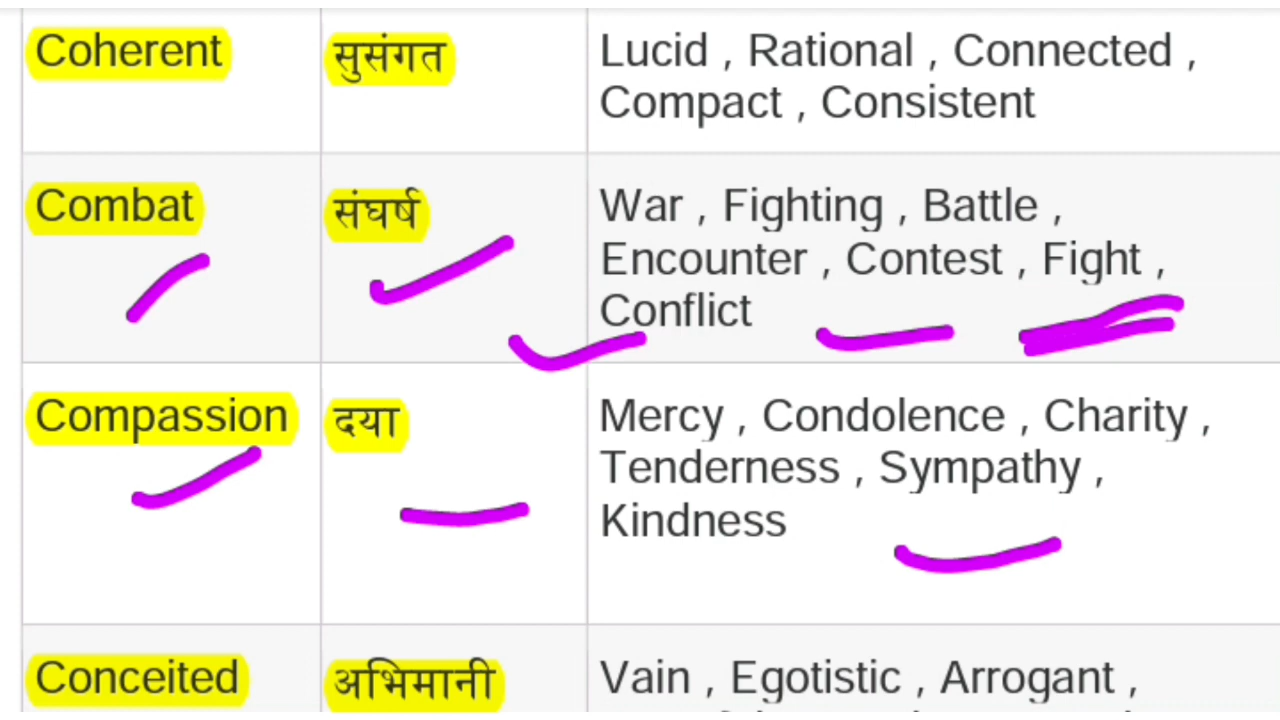 Coherent सुसंगत Lucid , Rational , Connected ,
Compact , Consistent
Combat संघर्ष War , Fighting , Battle ,
Encounter , Contest , Fight ,
Conflict
Compassion दया Mercy , Condolence , Charity ,
Tenderness , Sympathy ,
Kindness
Conceited अभिमानी Vain , Egotistic , Arrogant ,